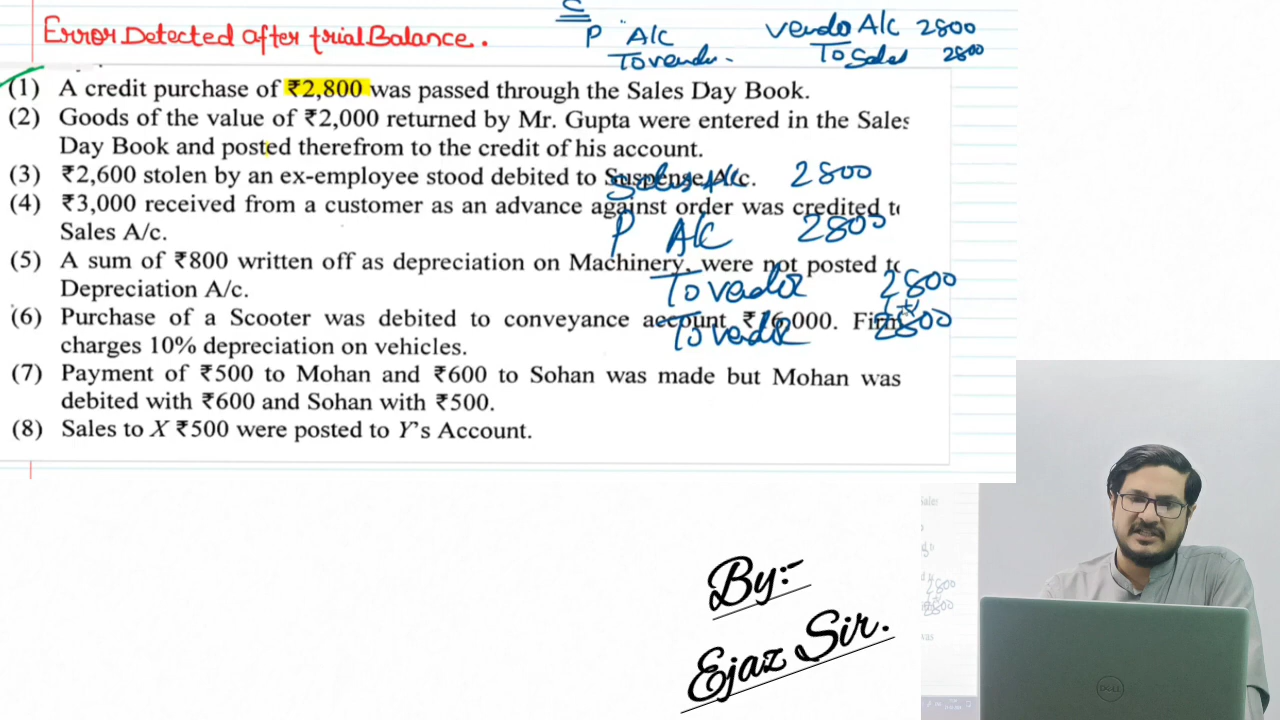 C
P A/c
To vendor.
vendo A/c 2800
To Sales 2800
Error Detected after trial Balance.
(1) A credit purchase of ₹2,800 was passed through the Sales Day Book.
(2) Goods of the value of ₹2,000 returned by Mr. Gupta were entered in the Sales
Day Book and posted therefrom to the credit of his account.
(3) ₹2,600 stolen by an ex-employee stood debited to Suspense A/c.
Sales A/c 2800
(4) ₹3,000 received from a customer as an advance against order was credited to
Sales A/c.
P A/c 2800
(5) A sum of ₹800 written off as depreciation on Machinery, were not posted to
Depreciation A/c.
To vendor 2800
(6) Purchase of a Scooter was debited to conveyance account ₹16,000. Firm
charges 10% depreciation on vehicles.
To vendor 2800
(7) Payment of ₹500 to Mohan and ₹600 to Sohan was made but Mohan was
debited with ₹600 and Sohan with ₹500.
(8) Sales to X ₹500 were posted to Y's Account.
By:-
Ejaz Sir.
DELL